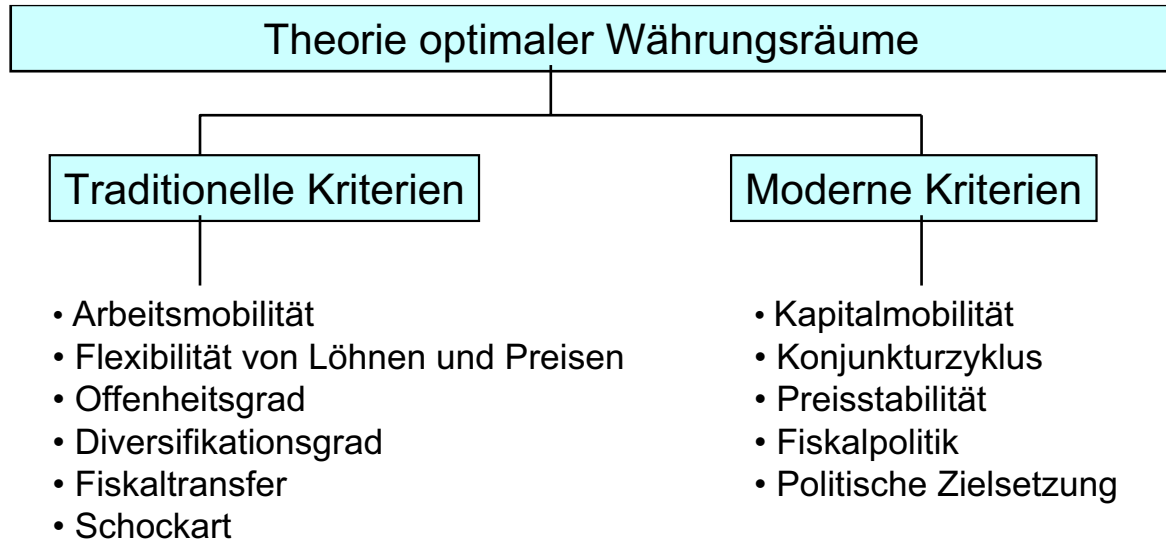 Theorie optimaler Währungsräume
Traditionelle Kriterien
• Arbeitsmobilität
• Flexibilität von Löhnen und Preisen
• Offenheitsgrad
• Diversifikationsgrad
• Fiskaltransfer
• Schockart
Moderne Kriterien
• Kapitalmobilität
• Konjunkturzyklus
• Preisstabilität
• Fiskalpolitik
• Politische Zielsetzung